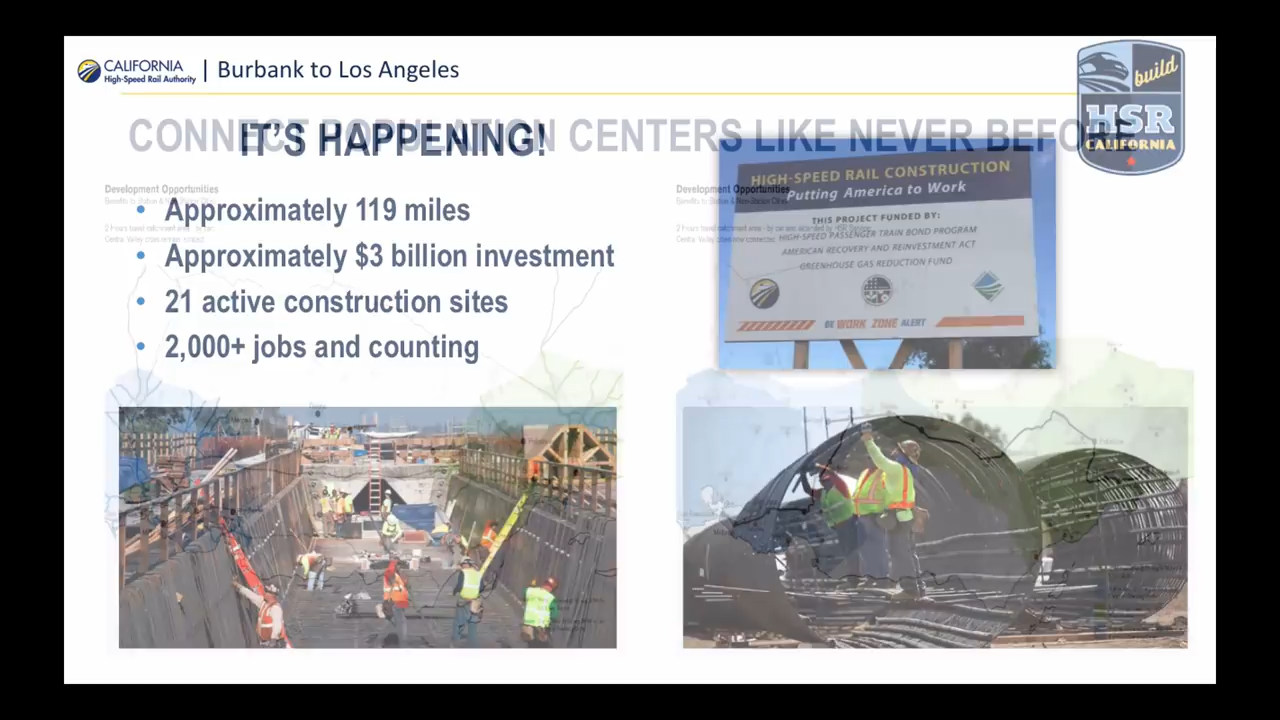 CALIFORNIA
High-Speed Rail Authority
Burbank to Los Angeles
build
HSR
CALIFORNIA
CONNECT POPULATION CENTERS LIKE NEVER BEFORE
IT'S HAPPENING!
Development Opportunities
• Approximately 119 miles
• Approximately $3 billion investment
• 21 active construction sites
• 2,000+ jobs and counting
Development Opportunities
HIGH-SPEED RAIL CONSTRUCTION
Putting America to Work
THIS PROJECT FUNDED BY:
HIGH-SPEED PASSENGER TRAIN BOND PROGRAM
AMERICAN RECOVERY AND REINVESTMENT ACT
GREENHOUSE GAS REDUCTION FUND
BE WORK ZONE ALERT